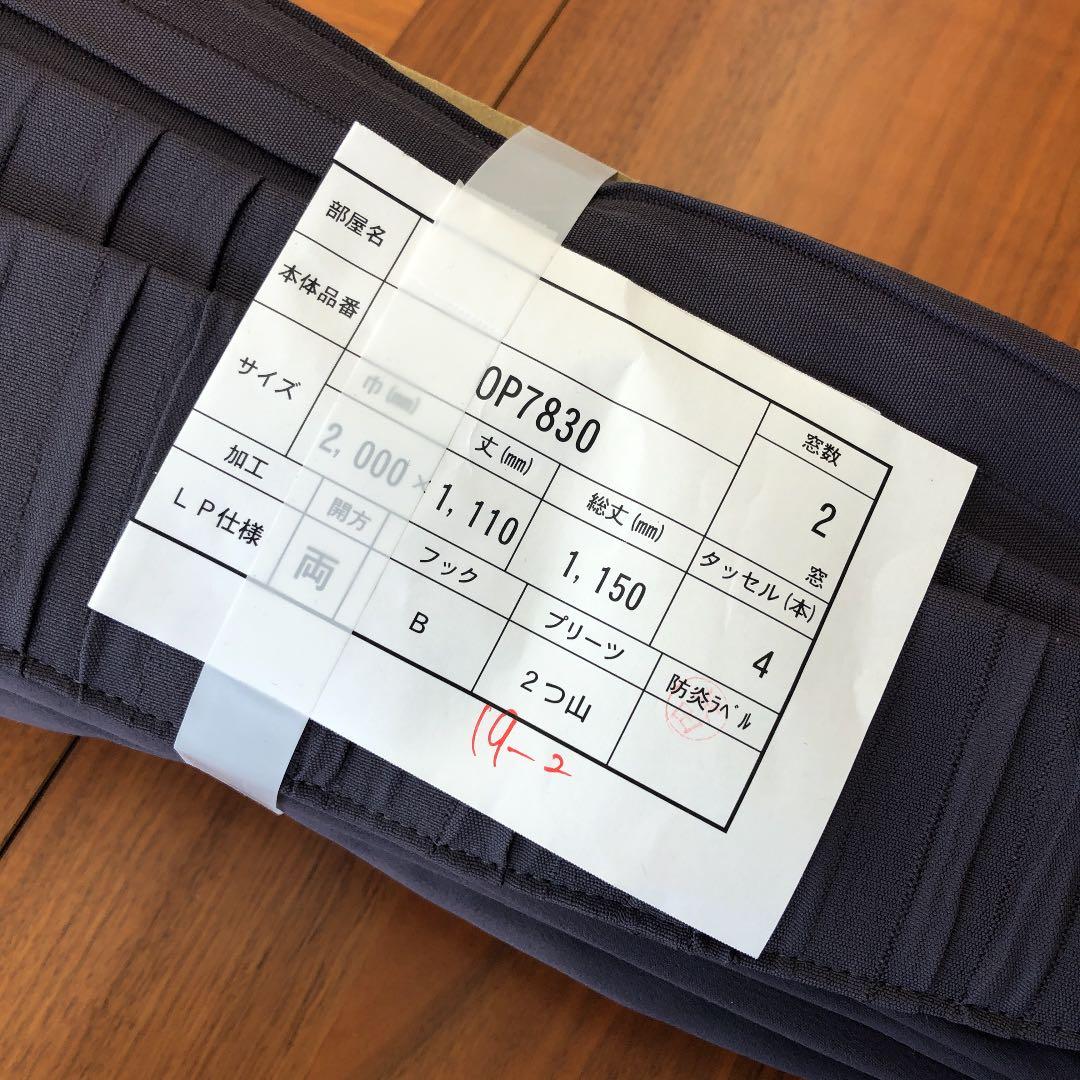 部屋名
本体品番 OP7830 窓数
サイズ 巾(㎜) 丈(㎜) 総丈(㎜) 2 窓
2,000× 1,110 1,150 タッセル(本)
加工 開方 フック プリーツ 防炎ﾗﾍﾞﾙ 4
LP仕様 両 B 2つ山
19-2